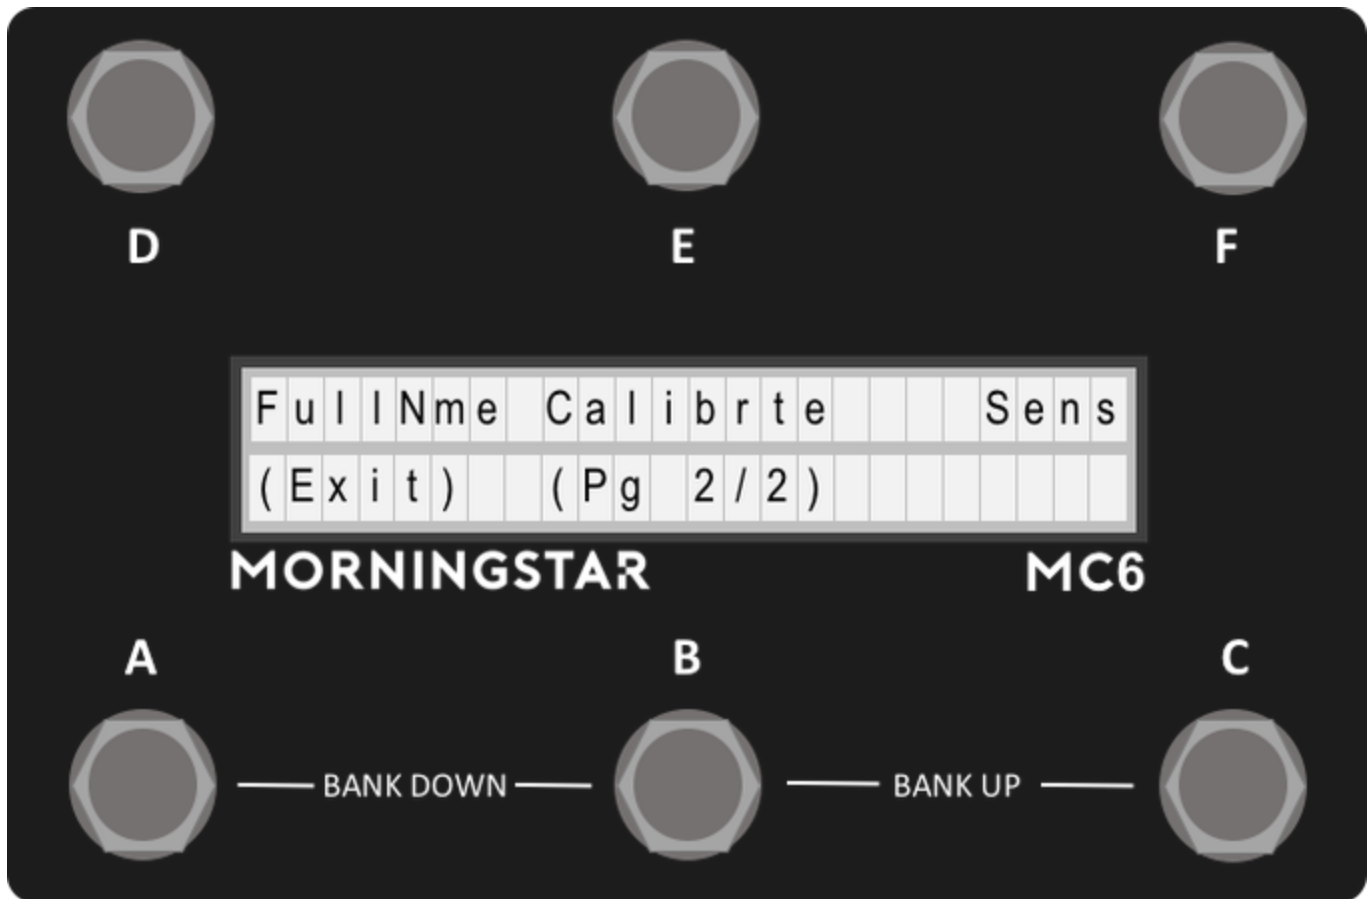 D E F
FullNme Calibrte    Sens
(Exit)  (Pg 2/2)
MORNINGSTAR MC6
A B C
BANK DOWN BANK UP